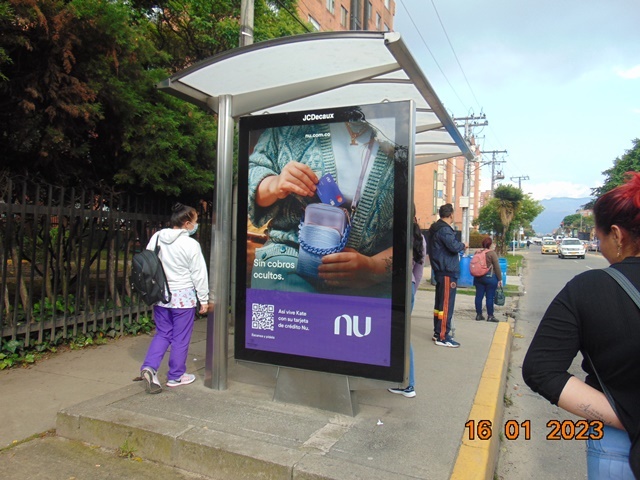 JCDecaux
nu.com.co
Sin cobros
ocultos.
Así vive Kate
con su tarjeta
de crédito Nu.
nu
16 01 2023